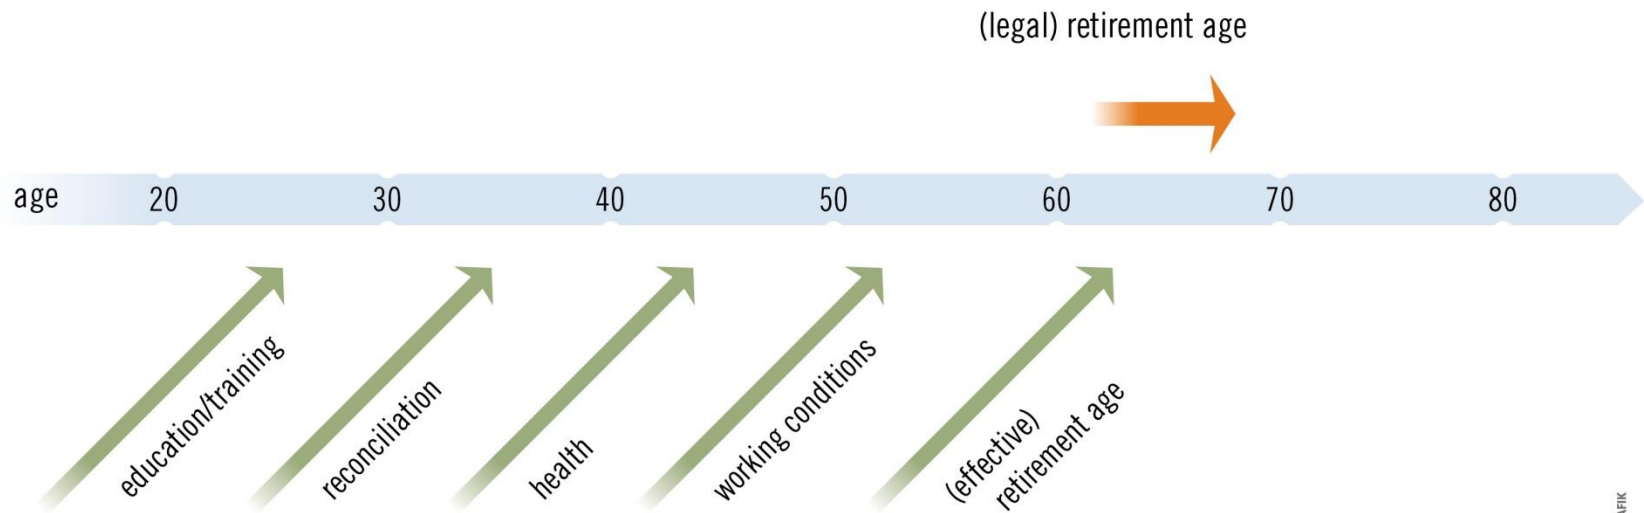 (legal) retirement age
age 20 30 40 50 60 70 80
education/training
reconciliation
health
working conditions
(effective)
retirement age